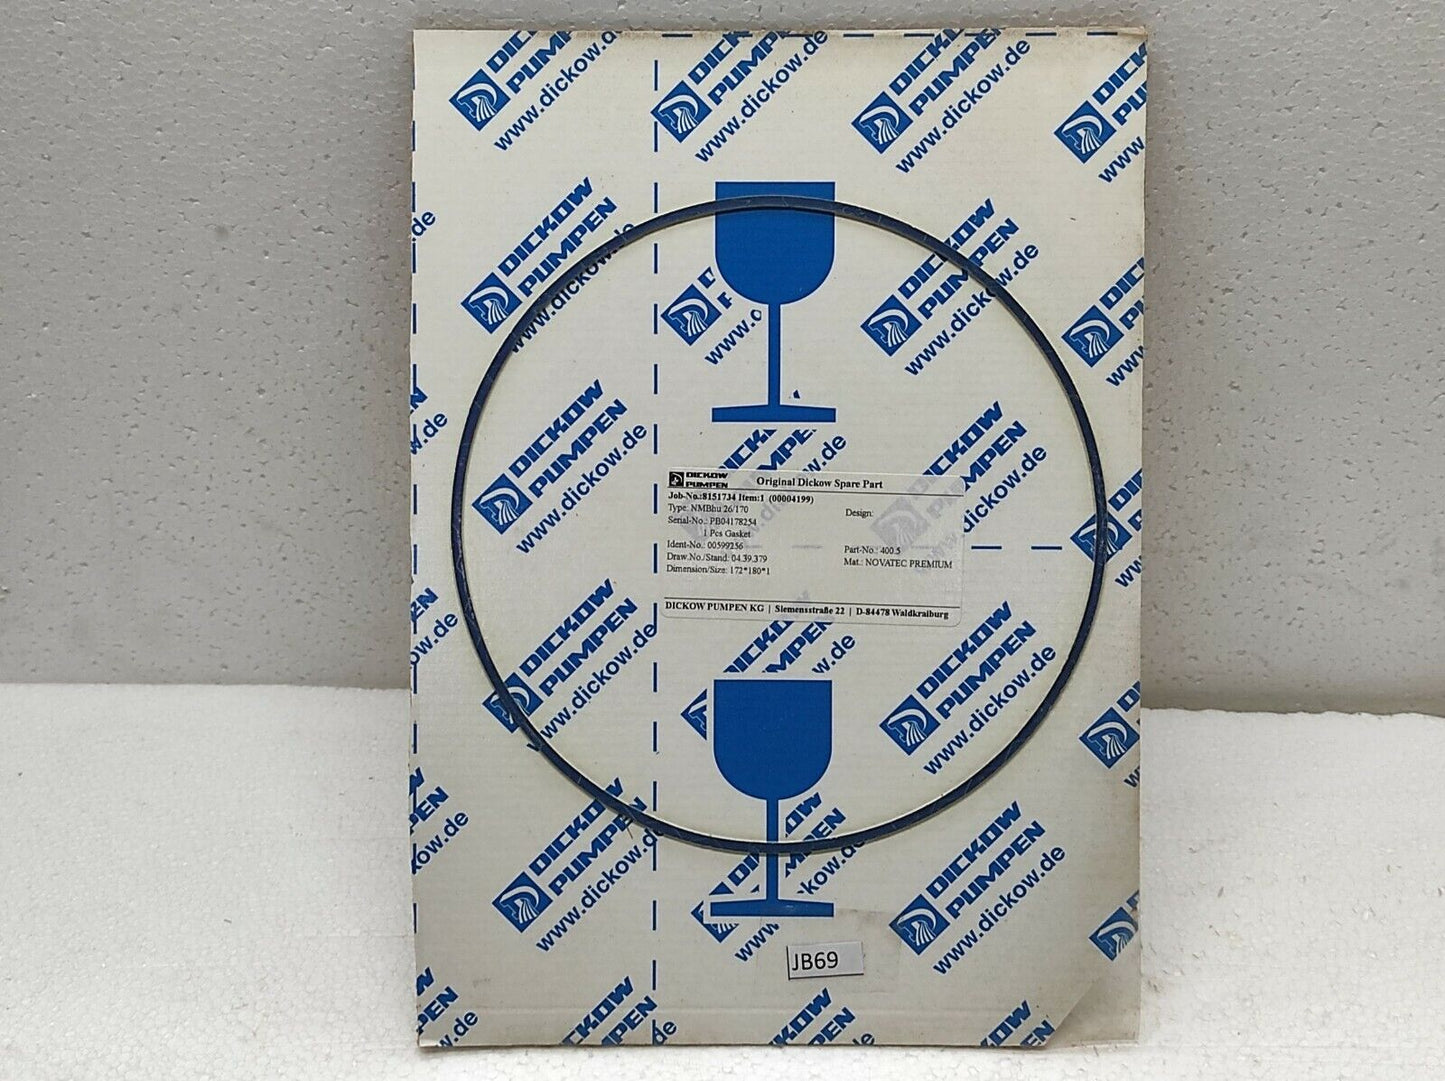 DICKOW
PUMPEN
www.dickow.de
DICKOW
PUMPEN
Original Dickow Spare Part
Job-No.:8151734 Item:1 (00004199)
Type: NMBhu 26/170
Design:
Serial-No.: PB04178254
1 Pcs Gasket
Ident-No.: 00599256
Part-No.: 400.5
Draw.No./Stand: 04.39.379
Mat.: NOVATEC PREMIUM
Dimension/Size: 172*180*1
DICKOW PUMPEN KG | Siemensstraße 22 | D-84478 Waldkraiburg
JB69